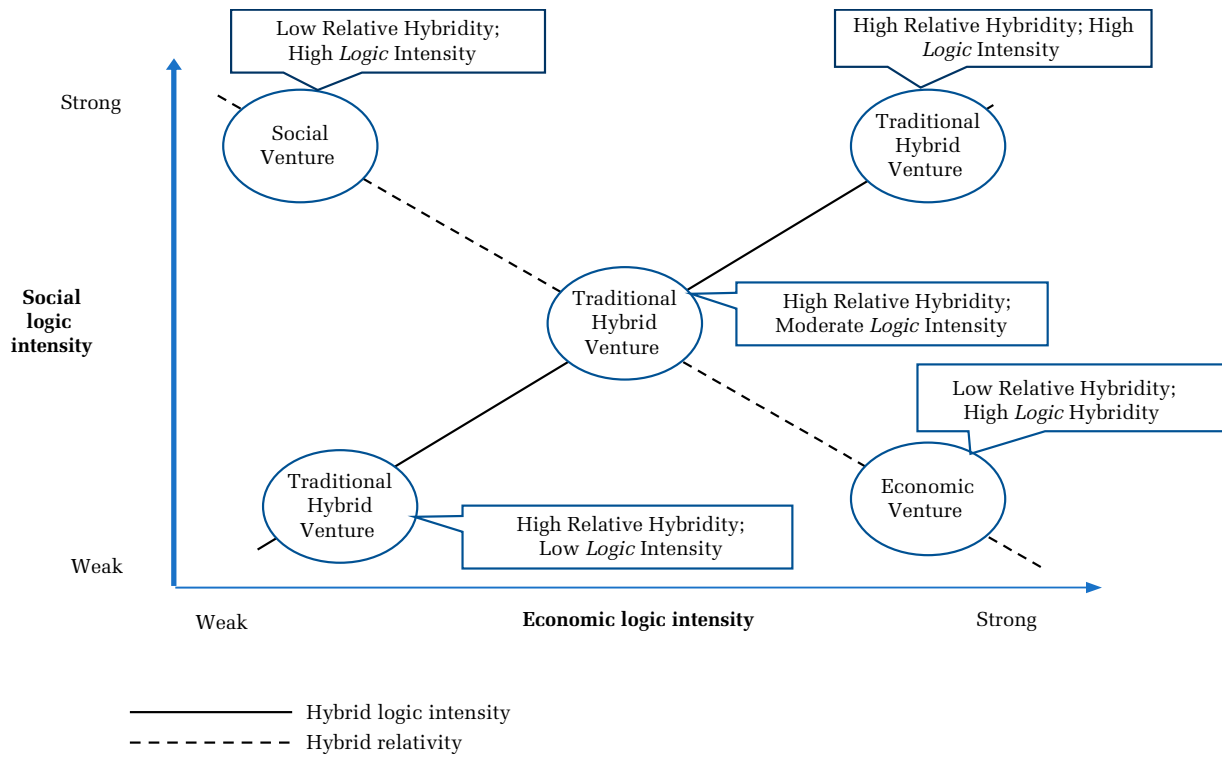 Low Relative Hybridity;
High Logic Intensity
High Relative Hybridity; High
Logic Intensity
Strong
Social
Venture
Traditional
Hybrid
Venture
Social
logic
intensity
Traditional
Hybrid
Venture
High Relative Hybridity;
Moderate Logic Intensity
Low Relative Hybridity;
High Logic Hybridity
Traditional
Hybrid
Venture
High Relative Hybridity;
Low Logic Intensity
Economic
Venture
Weak
Weak
Economic logic intensity
Strong
Hybrid logic intensity
Hybrid relativity